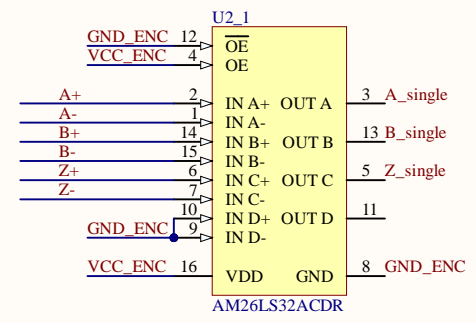 U2_1
GND_ENC 12 OE
VCC_ENC 4 OE
A+ 2 IN A+ OUT A 3 A_single
A- 1 IN A-
B+ 14 IN B+ OUT B 13 B_single
B- 15 IN B-
Z+ 6 IN C+ OUT C 5 Z_single
Z- 7 IN C-
10 IN D+ OUT D 11
GND_ENC 9 IN D-
VCC_ENC 16 VDD GND 8 GND_ENC
AM26LS32ACDR